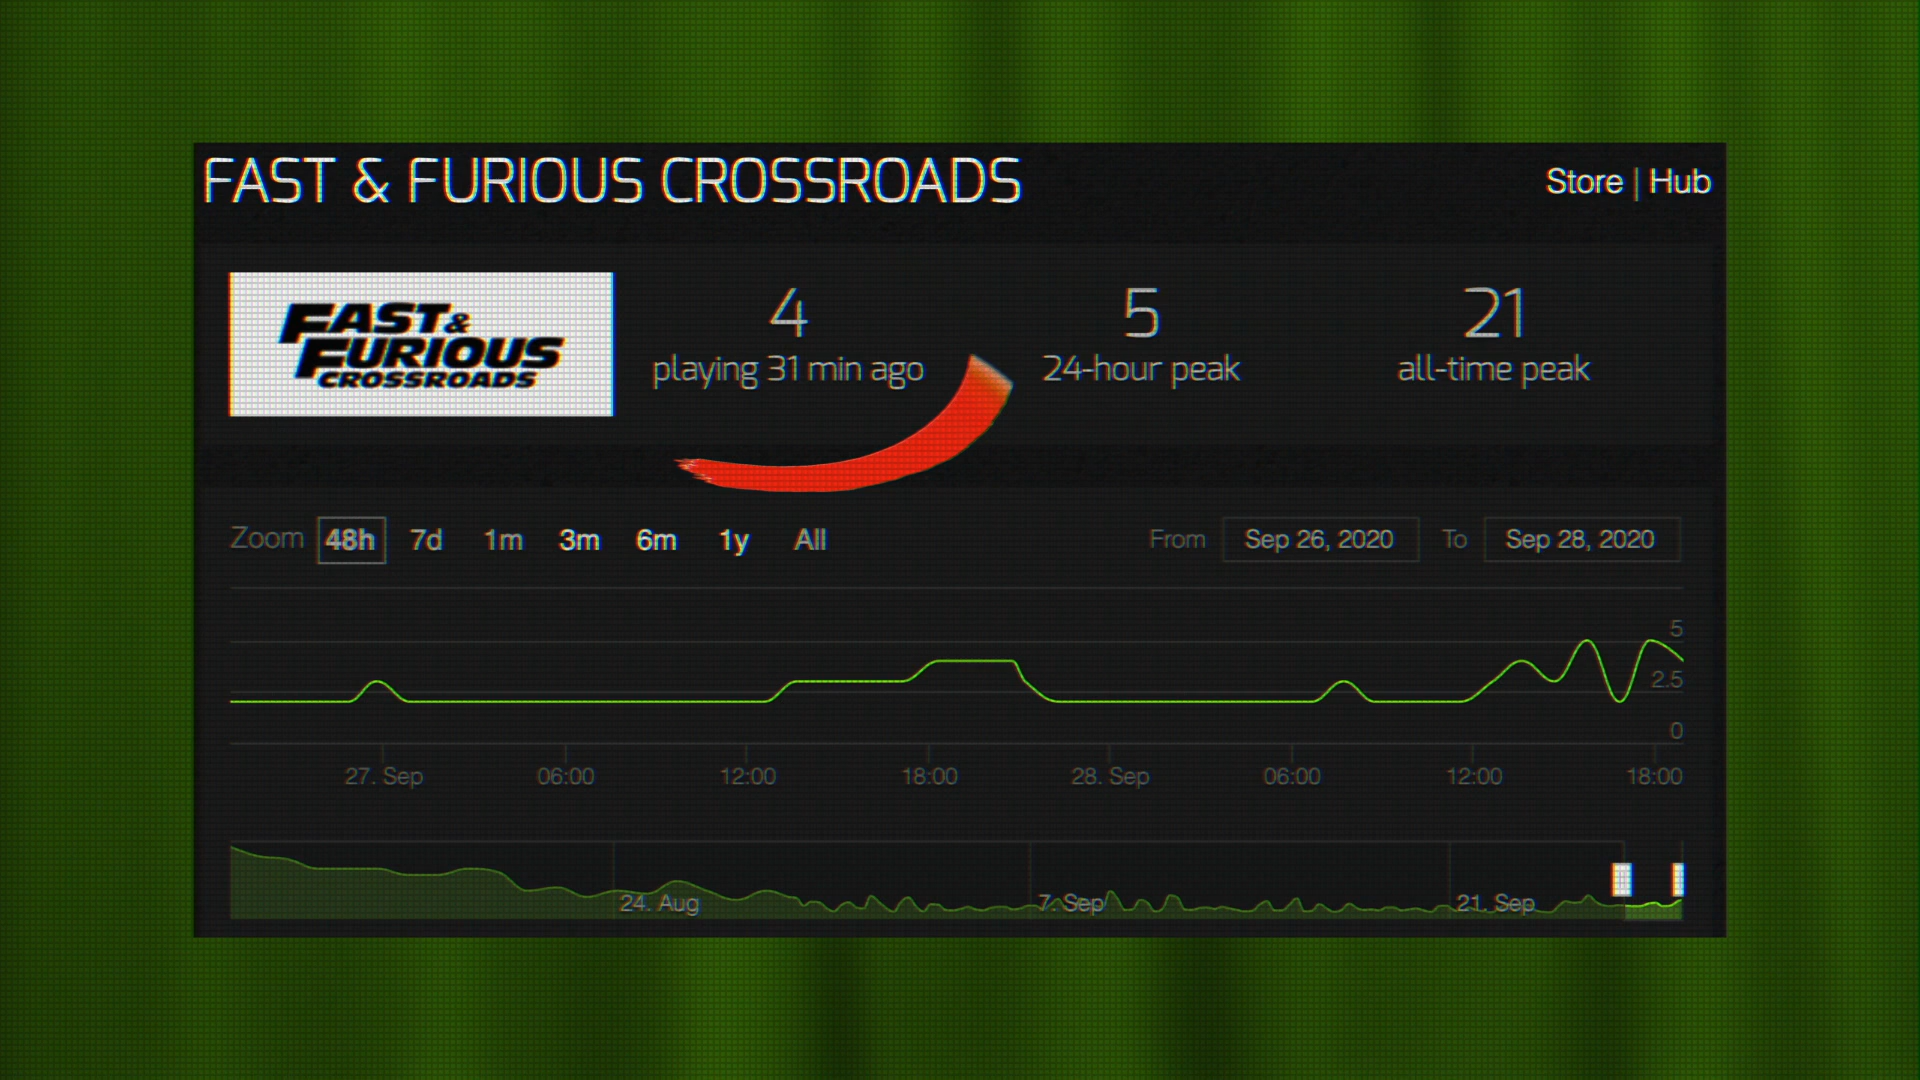 FAST & FURIOUS CROSSROADS
Store | Hub
FAST &
FURIOUS
CROSSROADS
4
playing 31 min ago
5
24-hour peak
21
all-time peak
Zoom 48h 7d 1m 3m 6m 1y All
From Sep 26, 2020 To Sep 28, 2020
5
2.5
0
27. Sep 06:00 12:00 18:00 28. Sep 06:00 12:00 18:00
24. Aug 7. Sep 21. Sep